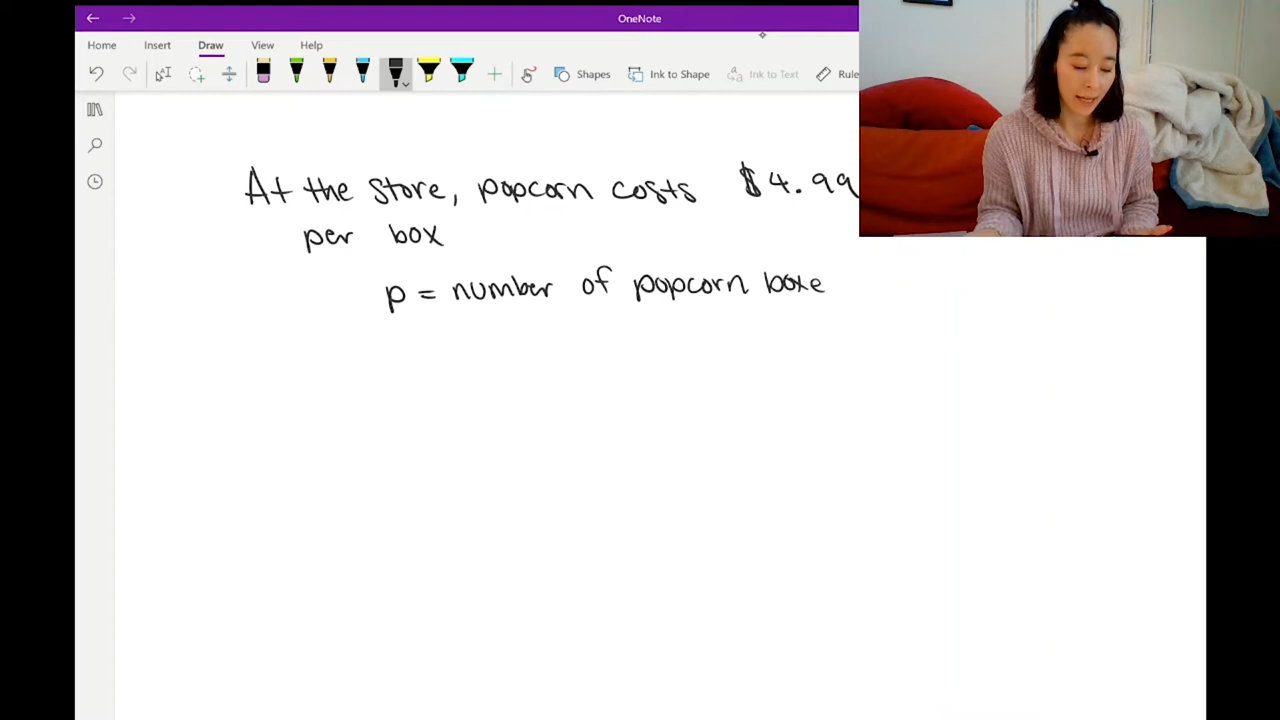 OneNote
Home Insert Draw View Help
Shapes Ink to Shape Ink to Text Rule
At the store, popcorn costs $4.99
per box
p = number of popcorn boxe